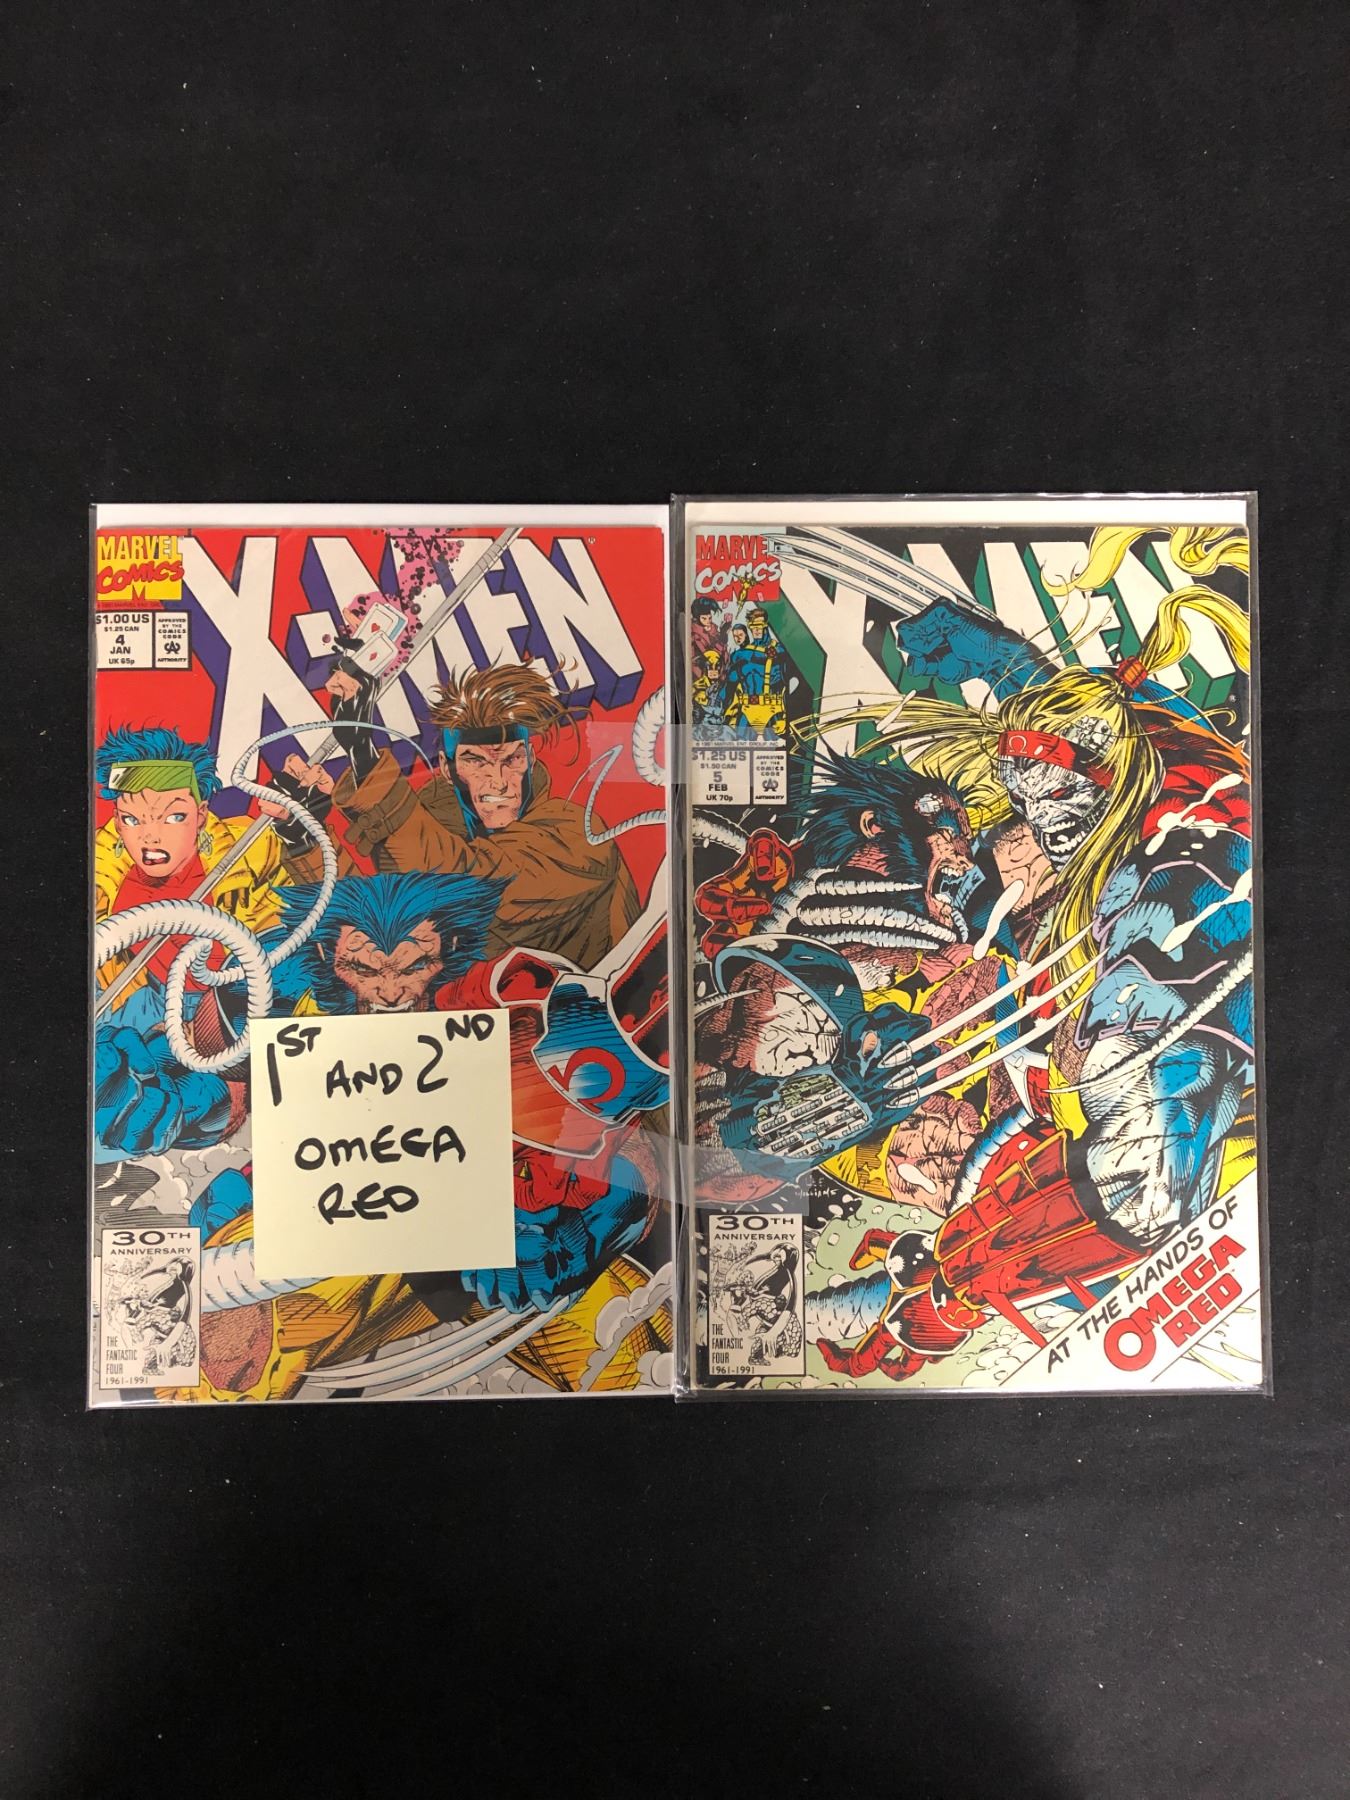 MARVEL
COMICS
X-MEN
$1.00 US
$1.25 CAN
4
JAN
UK 65p
APPROVED
BY THE
COMICS
CODE
AUTHORITY
1ST AND 2ND
OMEGA
RED
30TH
ANNIVERSARY
THE
FANTASTIC
FOUR
1961-1991
MARVEL
COMICS
X-MEN
$1.25 US
$1.50 CAN
5
FEB
UK 70p
APPROVED
BY THE
COMICS
CODE
AUTHORITY
30TH
ANNIVERSARY
THE
FANTASTIC
FOUR
1961-1991
AT THE HANDS OF
OMEGA
RED